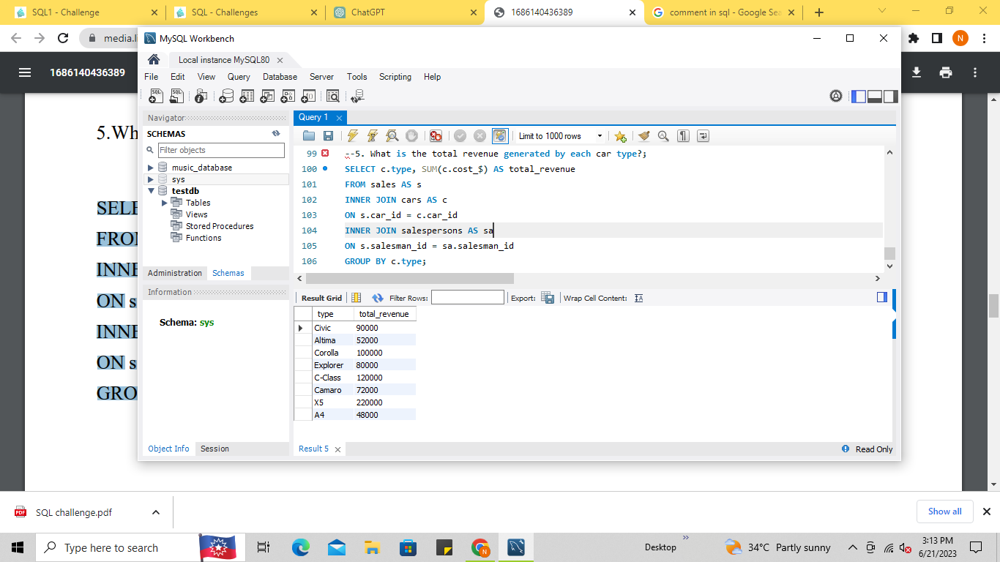 SQL1 - Challenge
SQL - Challenges
ChatGPT
1686140436389
comment in sql - Google Sea
media.l
N
1686140436389
MySQL Workbench
Local instance MySQL80
File Edit View Query Database Server Tools Scripting Help
Navigator
SCHEMAS
Filter objects
music_database
sys
testdb
Tables
Views
Stored Procedures
Functions
Administration Schemas
Information
Schema: sys
Object Info Session
Query 1
Limit to 1000 rows
99 --5. What is the total revenue generated by each car type?;
100 SELECT c.type, SUM(c.cost_$) AS total_revenue
101 FROM sales AS s
102 INNER JOIN cars AS c
103 ON s.car_id = c.car_id
104 INNER JOIN salespersons AS sa
105 ON s.salesman_id = sa.salesman_id
106 GROUP BY c.type;
Result Grid Filter Rows: Export: Wrap Cell Content: IA
type total_revenue
Civic 90000
Altima 52000
Corolla 100000
Explorer 80000
C-Class 120000
Camaro 72000
X5 220000
A4 48000
Result 5
Read Only
5.Wh
SELE
FROM
INNE
ON s
INNE
ON s
GRO
PDF
SQL challenge.pdf
Show all
Type here to search
N
Desktop
34°C Partly sunny
3:13 PM
6/21/2023